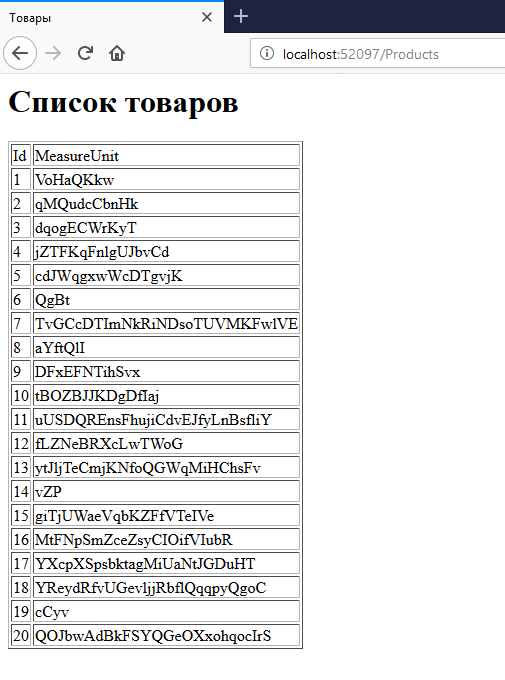 Товары
localhost:52097/Products
Список товаров
Id MeasureUnit
1 VoHaQKkw
2 qMQudcCbnHk
3 dqogECWrKyT
4 jZTFKqFnlgUJbvCd
5 cdJWqgxwWcDTgvjK
6 QgBt
7 TvGCcDTImNkRiNDsoTUVMKFwlVE
8 aYftQlI
9 DFxEFNTihSvx
10 tBOZBJJKDgDfIaj
11 uUSDQREnsFhujiCdvEJfyLnBsfliY
12 fLZNeBRXcLwTWoG
13 ytJljTeCmjKNfoQGWqMiHChsFv
14 vZP
15 giTjUWaeVqbKZFfVTeIVe
16 MtFNpSmZceZsyCIOifVIubR
17 YXcpXSpsbktagMiUaNtJGDuHT
18 YReydRfvUGevljjRbflQqqpyQgoC
19 cCyv
20 QOJbwAdBkFSYQGeOXxohqocIrS